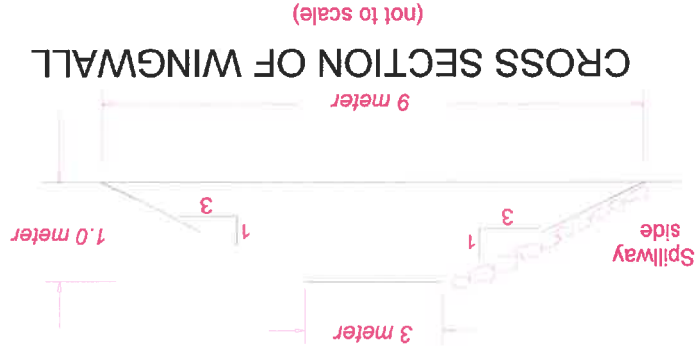 3 meter
Spillway
side
1
3
1
3
1.0 meter
9 meter
CROSS SECTION OF WINGWALL
(not to scale)